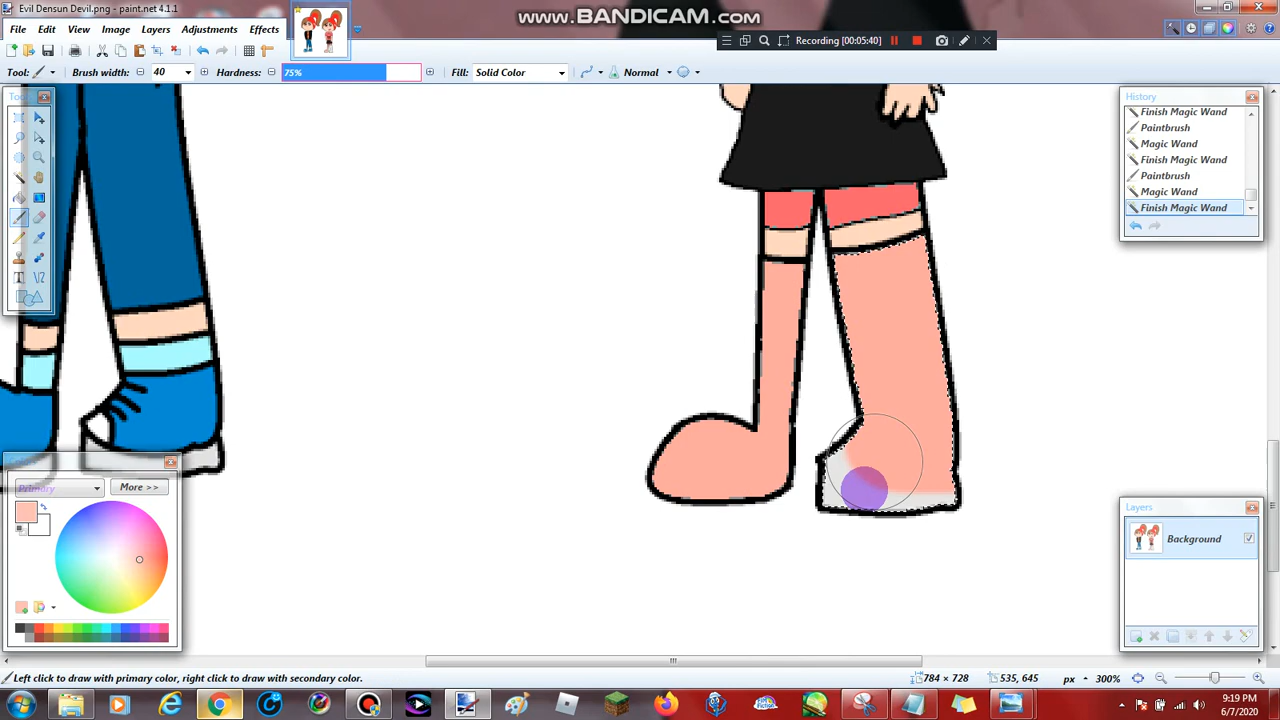 Evil Densun Devil.png - paint.net 4.1.1
www.BANDICAM.com
File Edit View Image Layers Adjustments Effects
Recording [00:05:40]
Tool: Brush width: 40 Hardness: 75% Fill: Solid Color Normal
History
Finish Magic Wand
Paintbrush
Magic Wand
Finish Magic Wand
Paintbrush
Magic Wand
Finish Magic Wand
Primary More >>
Layers
Background
Left click to draw with primary color, right click to draw with secondary color. 784 × 728 535, 645 px 300%
9:19 PM
6/7/2020